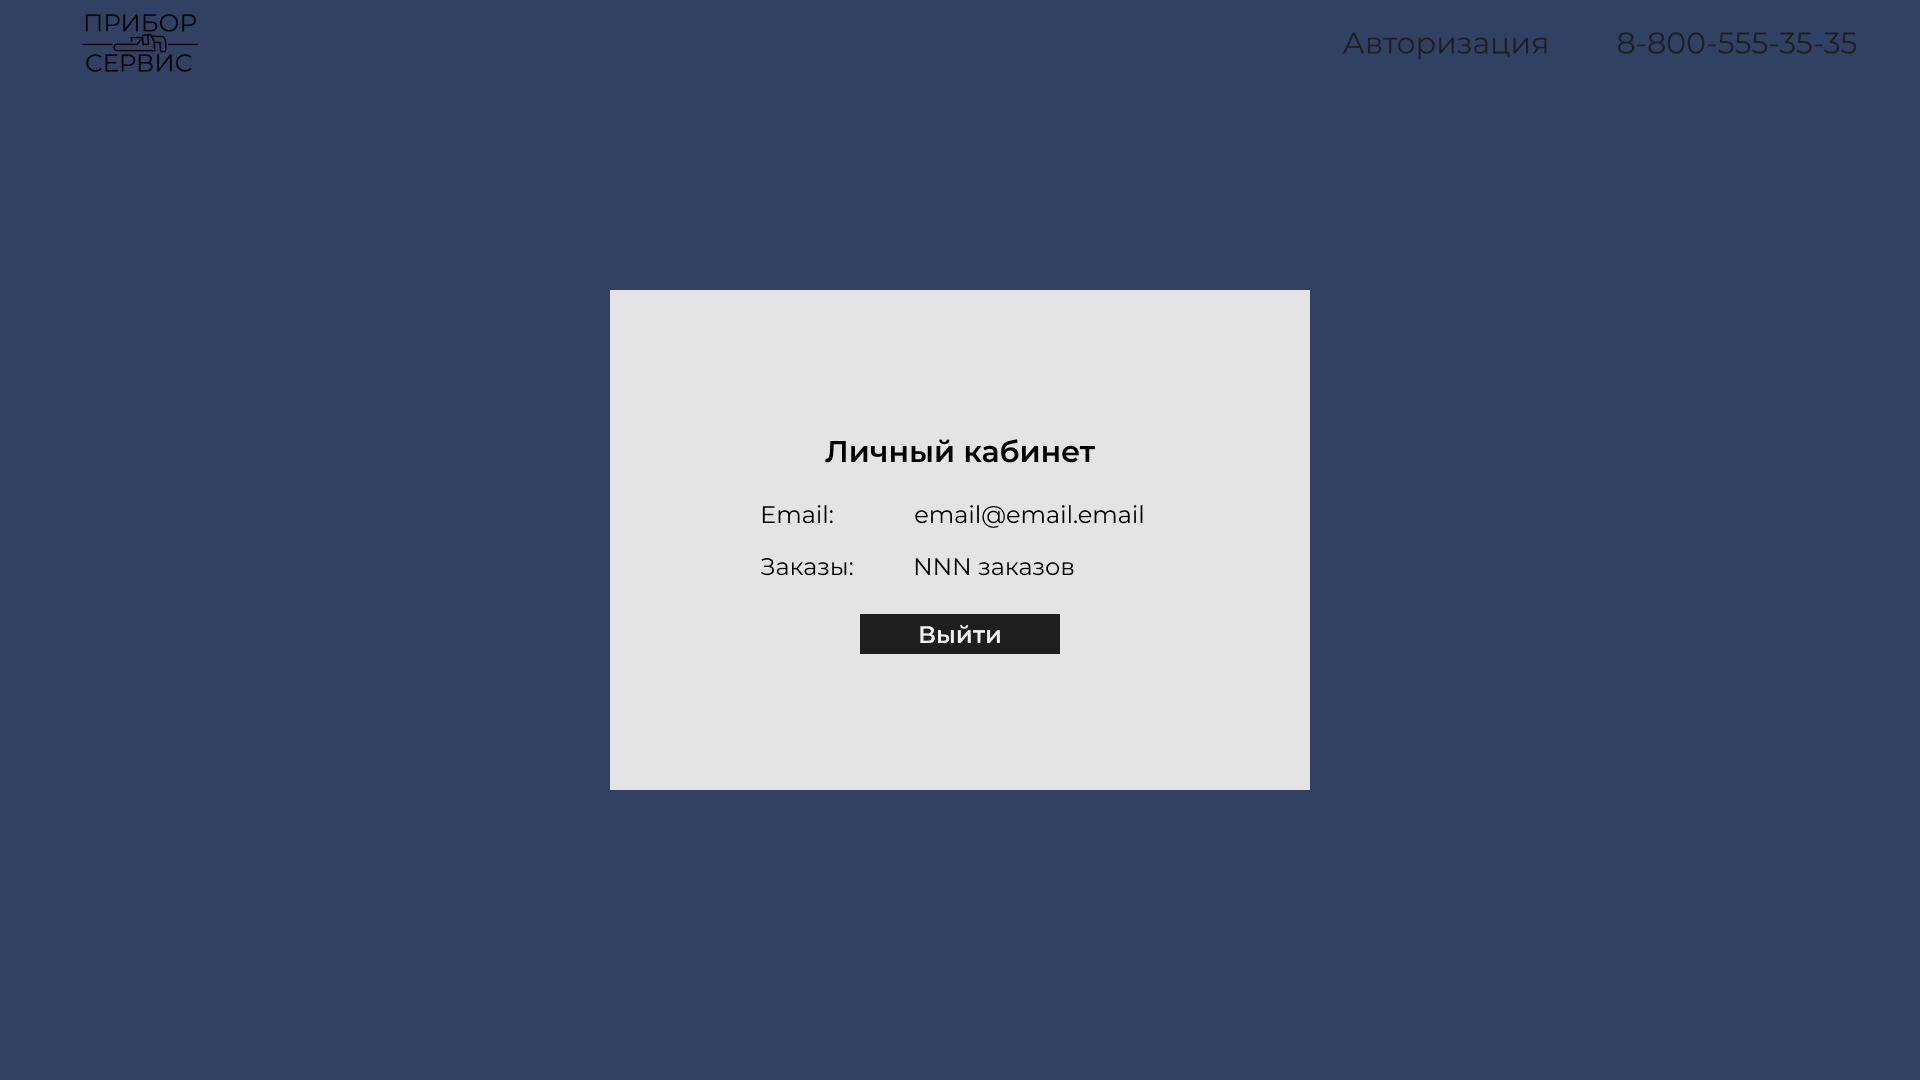 ПРИБОР
СЕРВИС
Авторизация
8-800-555-35-35
Личный кабинет
Email: email@email.email
Заказы: NNN заказов
Выйти